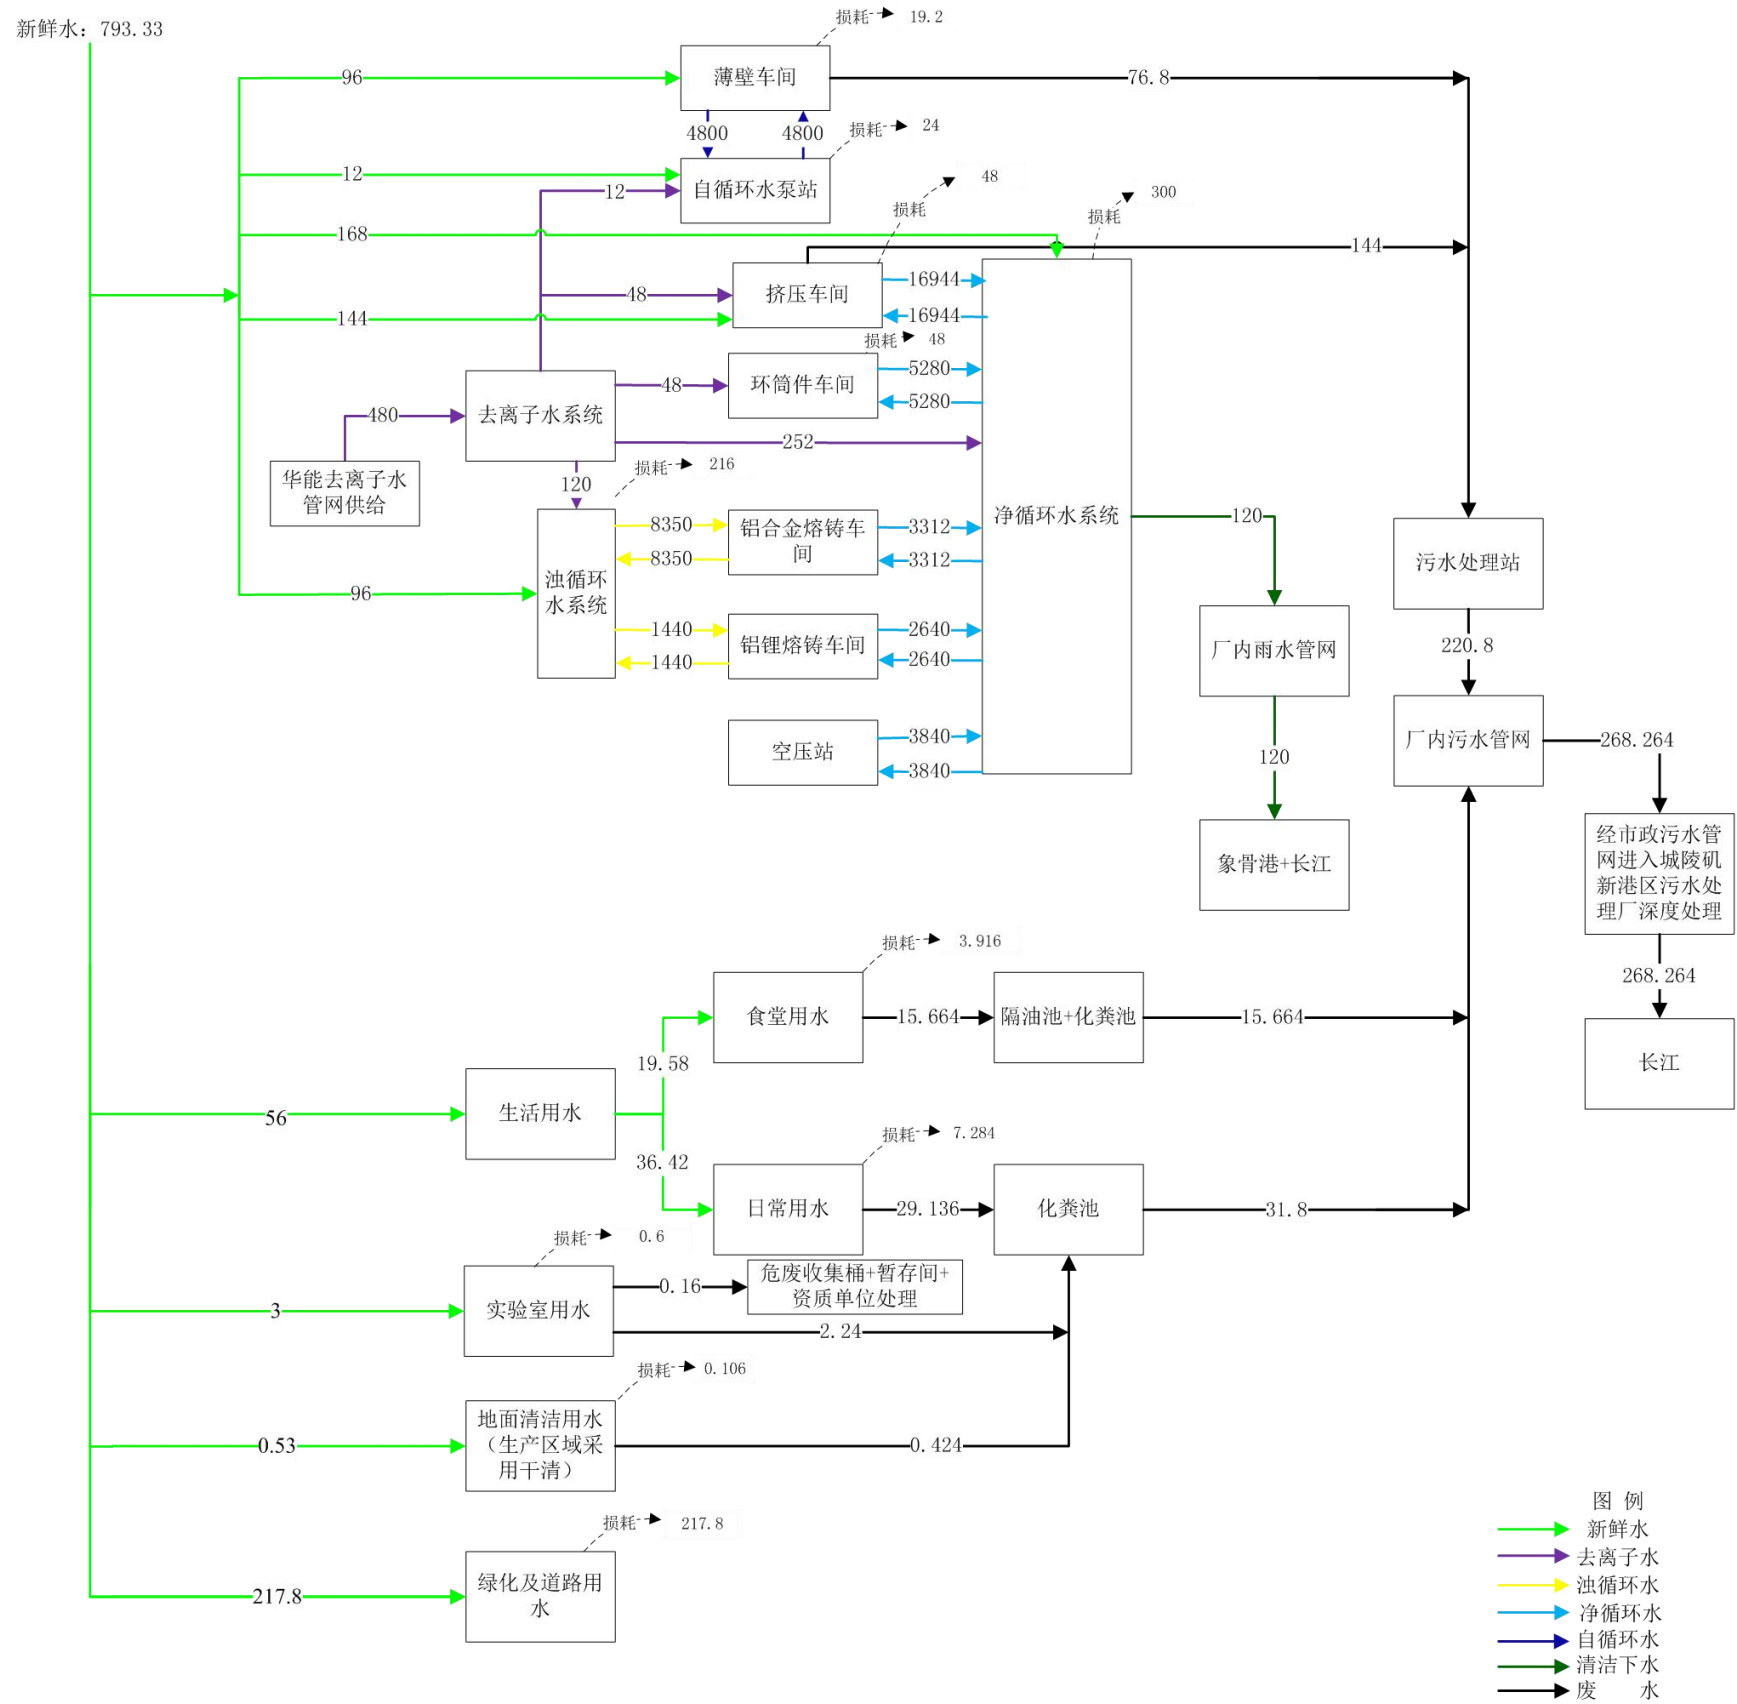 新鲜水：793.33
损耗
19.2
96
薄壁车间
76.8
4800
4800
损耗
24
12
12
自循环水泵站
损耗
48
损耗
300
168
144
48
挤压车间
16944
144
16944
损耗
48
480
去离子水系统
48
环筒件车间
5280
5280
252
华能去离子水
管网供给
120
损耗
216
8350
8350
铝合金熔铸车
间
3312
3312
净循环水系统
120
污水处理站
浊循环
水系统
96
1440
1440
铝锂熔铸车间
2640
2640
厂内雨水管网
220.8
空压站
3840
3840
120
厂内污水管网
268.264
象骨港+长江
经市政污水管
网进入城陵矶
新港区污水处
理厂深度处理
268.264
长江
损耗
3.916
食堂用水
15.664
隔油池+化粪池
15.664
19.58
56
生活用水
36.42
损耗
7.284
日常用水
29.136
化粪池
31.8
损耗
0.6
3
实验室用水
0.16
危废收集桶+暂存间+
资质单位处理
2.24
损耗
0.106
0.53
地面清洁用水
（生产区域采
用干清）
0.424
损耗
217.8
217.8
绿化及道路用
水
图 例
新鲜水
去离子水
浊循环水
净循环水
自循环水
清洁下水
废 水